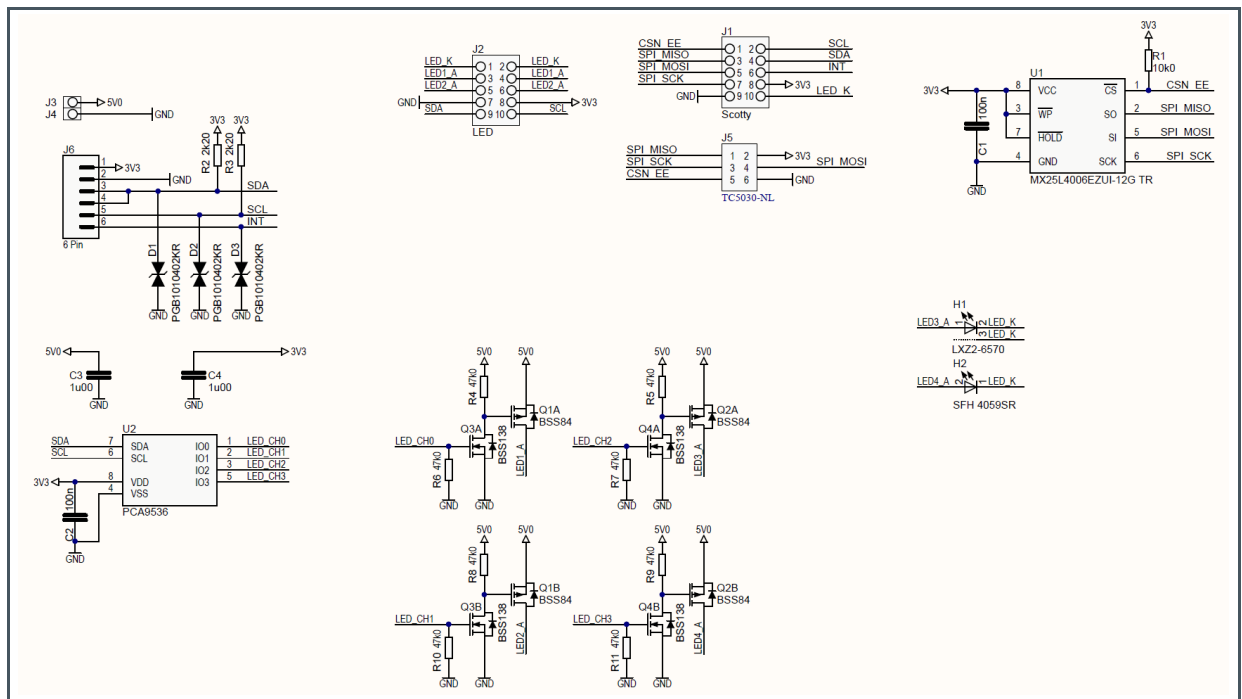 J3
J4
5V0
GND
J6
1
2
3
4
5
6
3V3
GND
6 Pin
3V3 3V3
R2 2k20
R3 2k20
SDA
SCL
INT
D1
PGB1010402KR
D2
PGB1010402KR
D3
PGB1010402KR
GND GND GND
J2
LED_K 1 2 LED_K
LED1_A 3 4 LED1_A
LED2_A 5 6 LED2_A
GND 7 8 3V3
SDA 9 10 SCL
LED
J1
CSN_EE 1 2 SCL
SPI_MISO 3 4 SDA
SPI_MOSI 5 6 INT
SPI_SCK 7 8 3V3
GND 9 10 LED_K
Scotty
J5
SPI_MISO 1 2 3V3
SPI_SCK 3 4 SPI_MOSI
CSN_EE 5 6 GND
TC5030-NL
3V3
R1
10k0
U1
3V3 8 VCC CS 1 CSN_EE
3 WP SO 2 SPI_MISO
7 HOLD SI 5 SPI_MOSI
4 GND SCK 6 SPI_SCK
MX25L4006EZUI-12G TR
100n
C1
GND
H1
LED3_A 1 2 LED_K
3 LED_K
LXZ2-6570
H2
LED4_A 2 1 LED_K
SFH 4059SR
5V0
C3
1u00
GND
3V3
C4
1u00
GND
U2
SDA 7 SDA IO0 1 LED_CH0
SCL 6 SCL IO1 2 LED_CH1
IO2 3 LED_CH2
3V3 8 VDD IO3 5 LED_CH3
4 VSS
PCA9536
100n
C2
GND
5V0 5V0
R4 47k0
Q1A
BSS84
Q3A
BSS138
LED_CH0
LED1_A
R6 47k0
GND GND
5V0 5V0
R5 47k0
Q2A
BSS84
Q4A
BSS138
LED_CH2
LED3_A
R7 47k0
GND GND
5V0 5V0
R8 47k0
Q1B
BSS84
Q3B
BSS138
LED_CH1
LED2_A
R10 47k0
GND GND
5V0 5V0
R9 47k0
Q2B
BSS84
Q4B
BSS138
LED_CH3
LED4_A
R11 47k0
GND GND